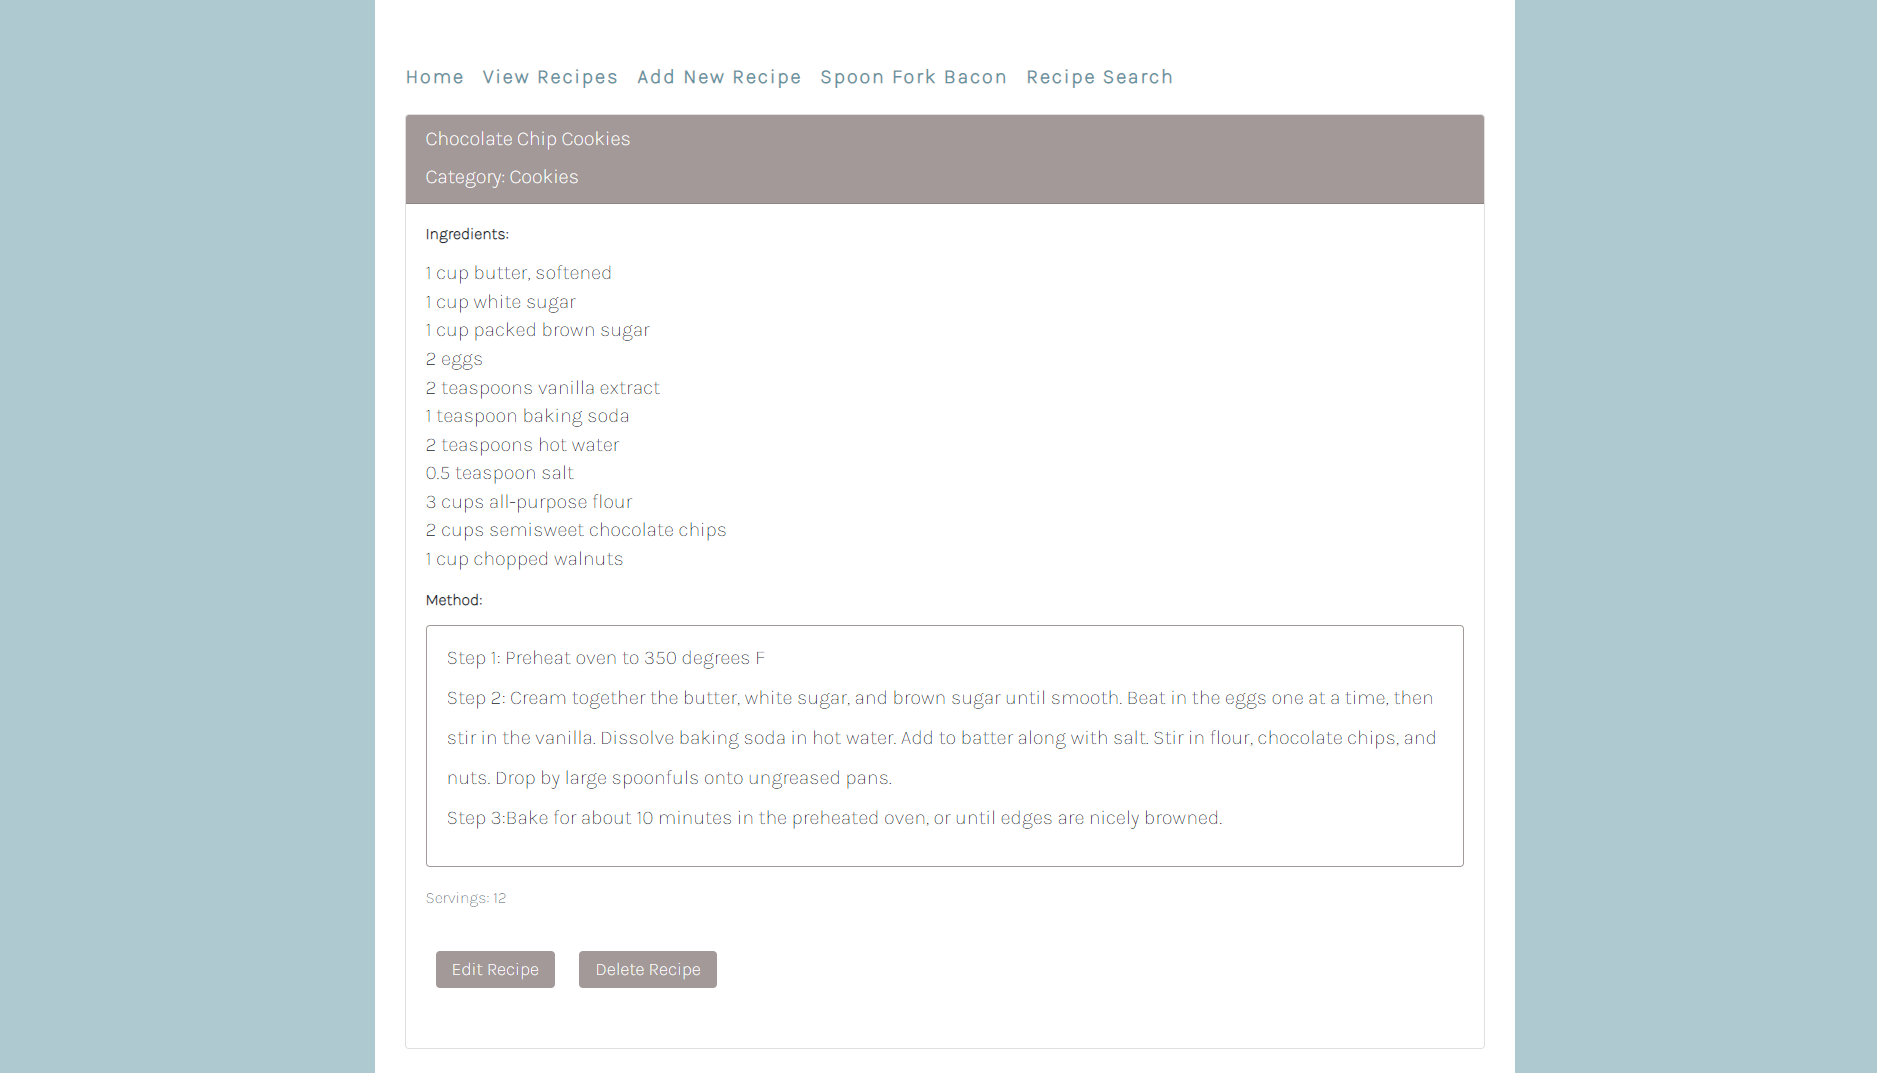 Home View Recipes Add New Recipe Spoon Fork Bacon Recipe Search
Chocolate Chip Cookies
Category: Cookies
Ingredients:
1 cup butter, softened
1 cup white sugar
1 cup packed brown sugar
2 eggs
2 teaspoons vanilla extract
1 teaspoon baking soda
2 teaspoons hot water
0.5 teaspoon salt
3 cups all-purpose flour
2 cups semisweet chocolate chips
1 cup chopped walnuts
Method:
Step 1: Preheat oven to 350 degrees F
Step 2: Cream together the butter, white sugar, and brown sugar until smooth. Beat in the eggs one at a time, then
stir in the vanilla. Dissolve baking soda in hot water. Add to batter along with salt. Stir in flour, chocolate chips, and
nuts. Drop by large spoonfuls onto ungreased pans.
Step 3:Bake for about 10 minutes in the preheated oven, or until edges are nicely browned.
Servings: 12
Edit Recipe Delete Recipe